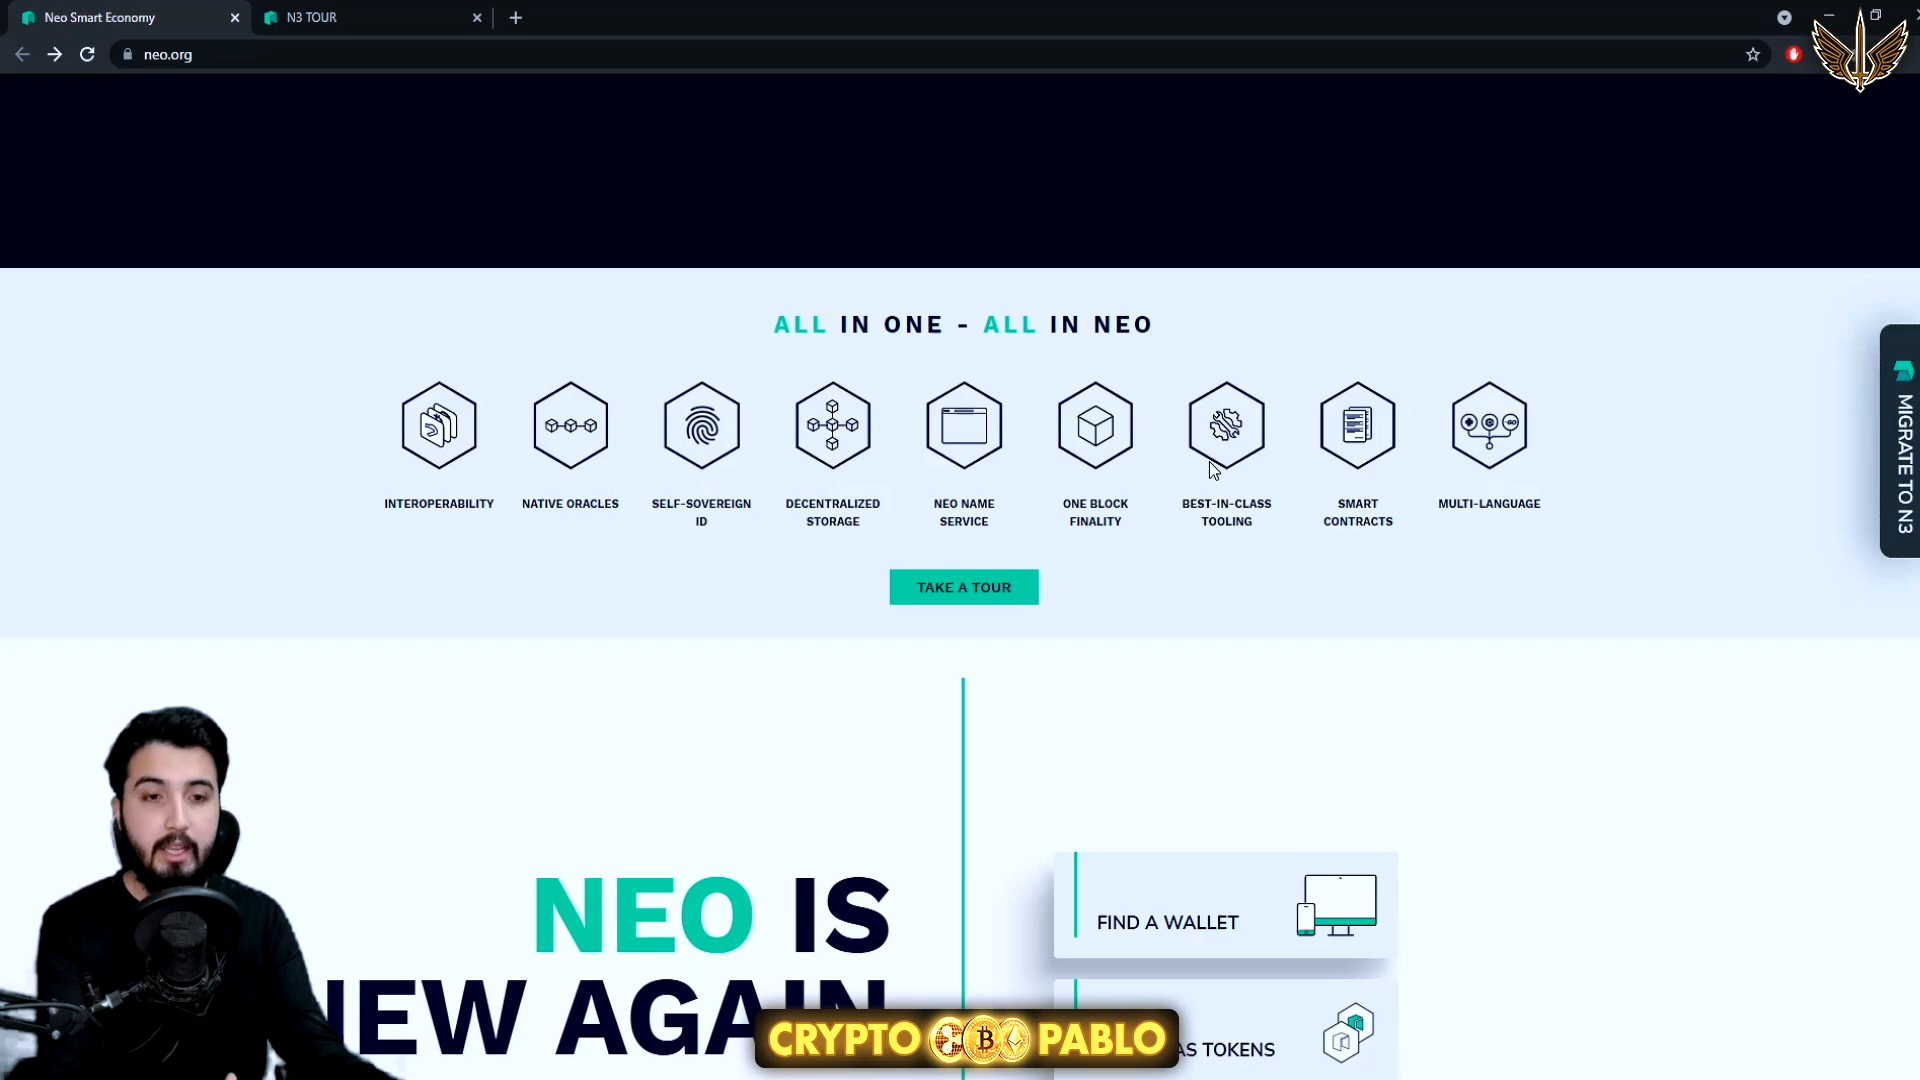 Neo Smart Economy
N3 TOUR
neo.org
ALL IN ONE - ALL IN NEO
INTEROPERABILITY
NATIVE ORACLES
SELF-SOVEREIGN
ID
DECENTRALIZED
STORAGE
NEO NAME
SERVICE
ONE BLOCK
FINALITY
BEST-IN-CLASS
TOOLING
SMART
CONTRACTS
MULTI-LANGUAGE
TAKE A TOUR
MIGRATE TO N3
NEO IS
AGAIN
FIND A WALLET
TOKENS
CRYPTO PABLO